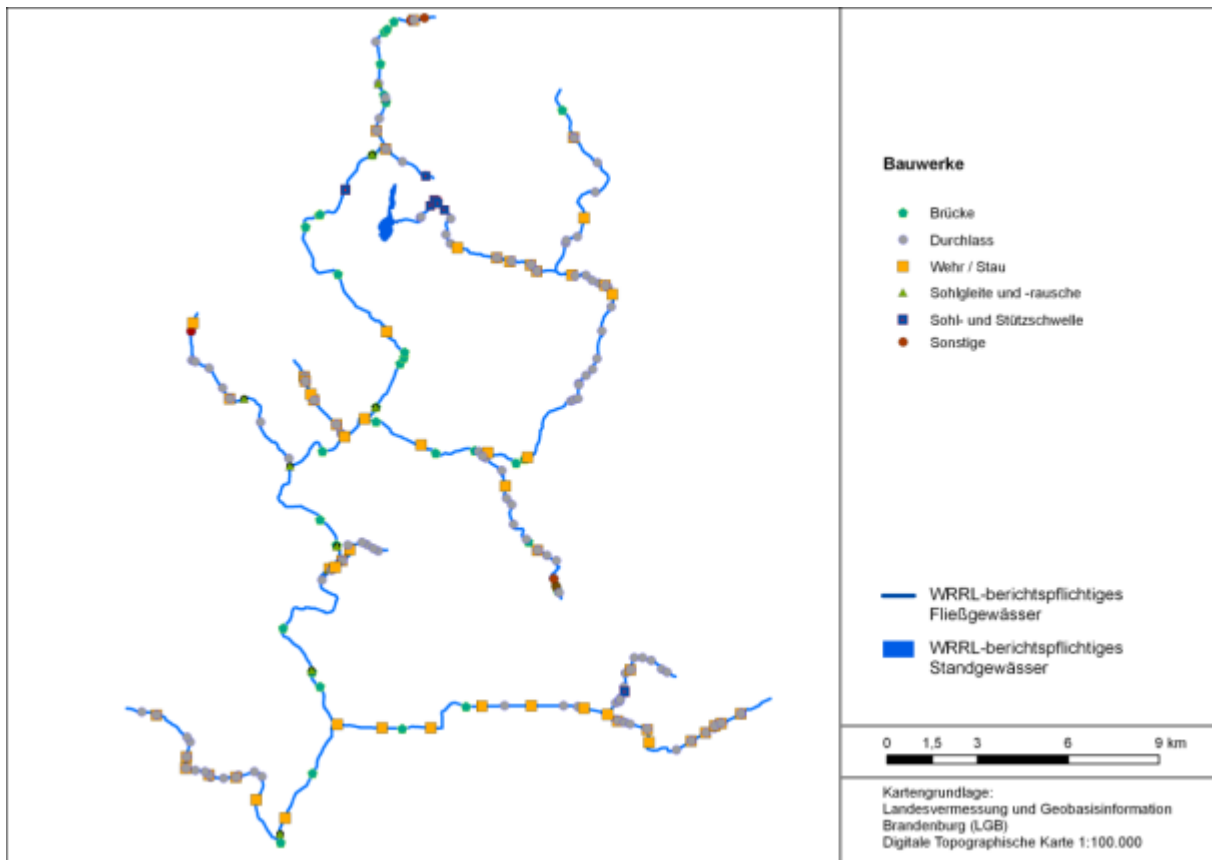 Bauwerke
Brücke
Durchlass
Wehr / Stau
Sohlgleite und -rausche
Sohl- und Stützschwelle
Sonstige
WRRL-berichtspflichtiges
Fließgewässer
WRRL-berichtspflichtiges
Standgewässer
0 1,5 3 6 9 km
Kartengrundlage:
Landesvermessung und Geobasisinformation
Brandenburg (LGB)
Digitale Topographische Karte 1:100.000